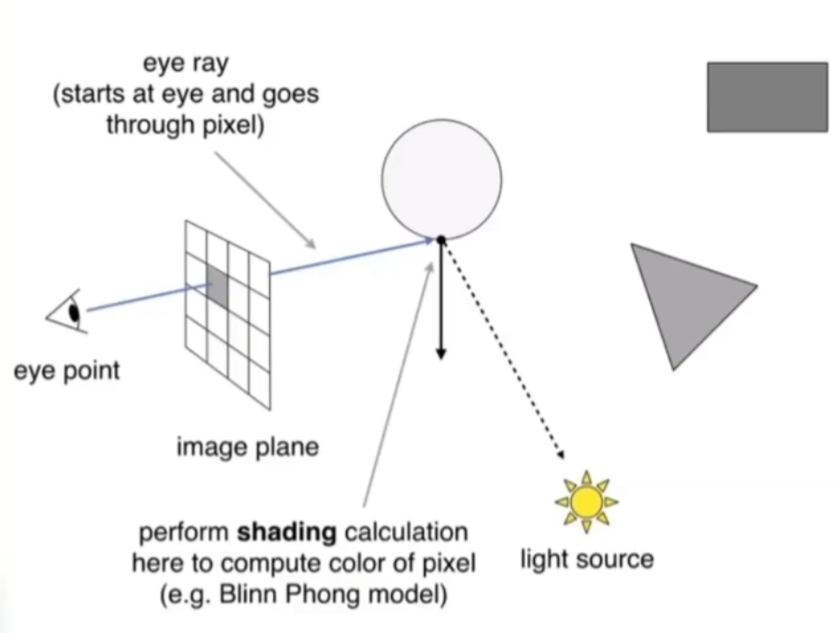 eye ray
(starts at eye and goes
through pixel)
eye point
image plane
perform shading calculation
here to compute color of pixel
(e.g. Blinn Phong model)
light source